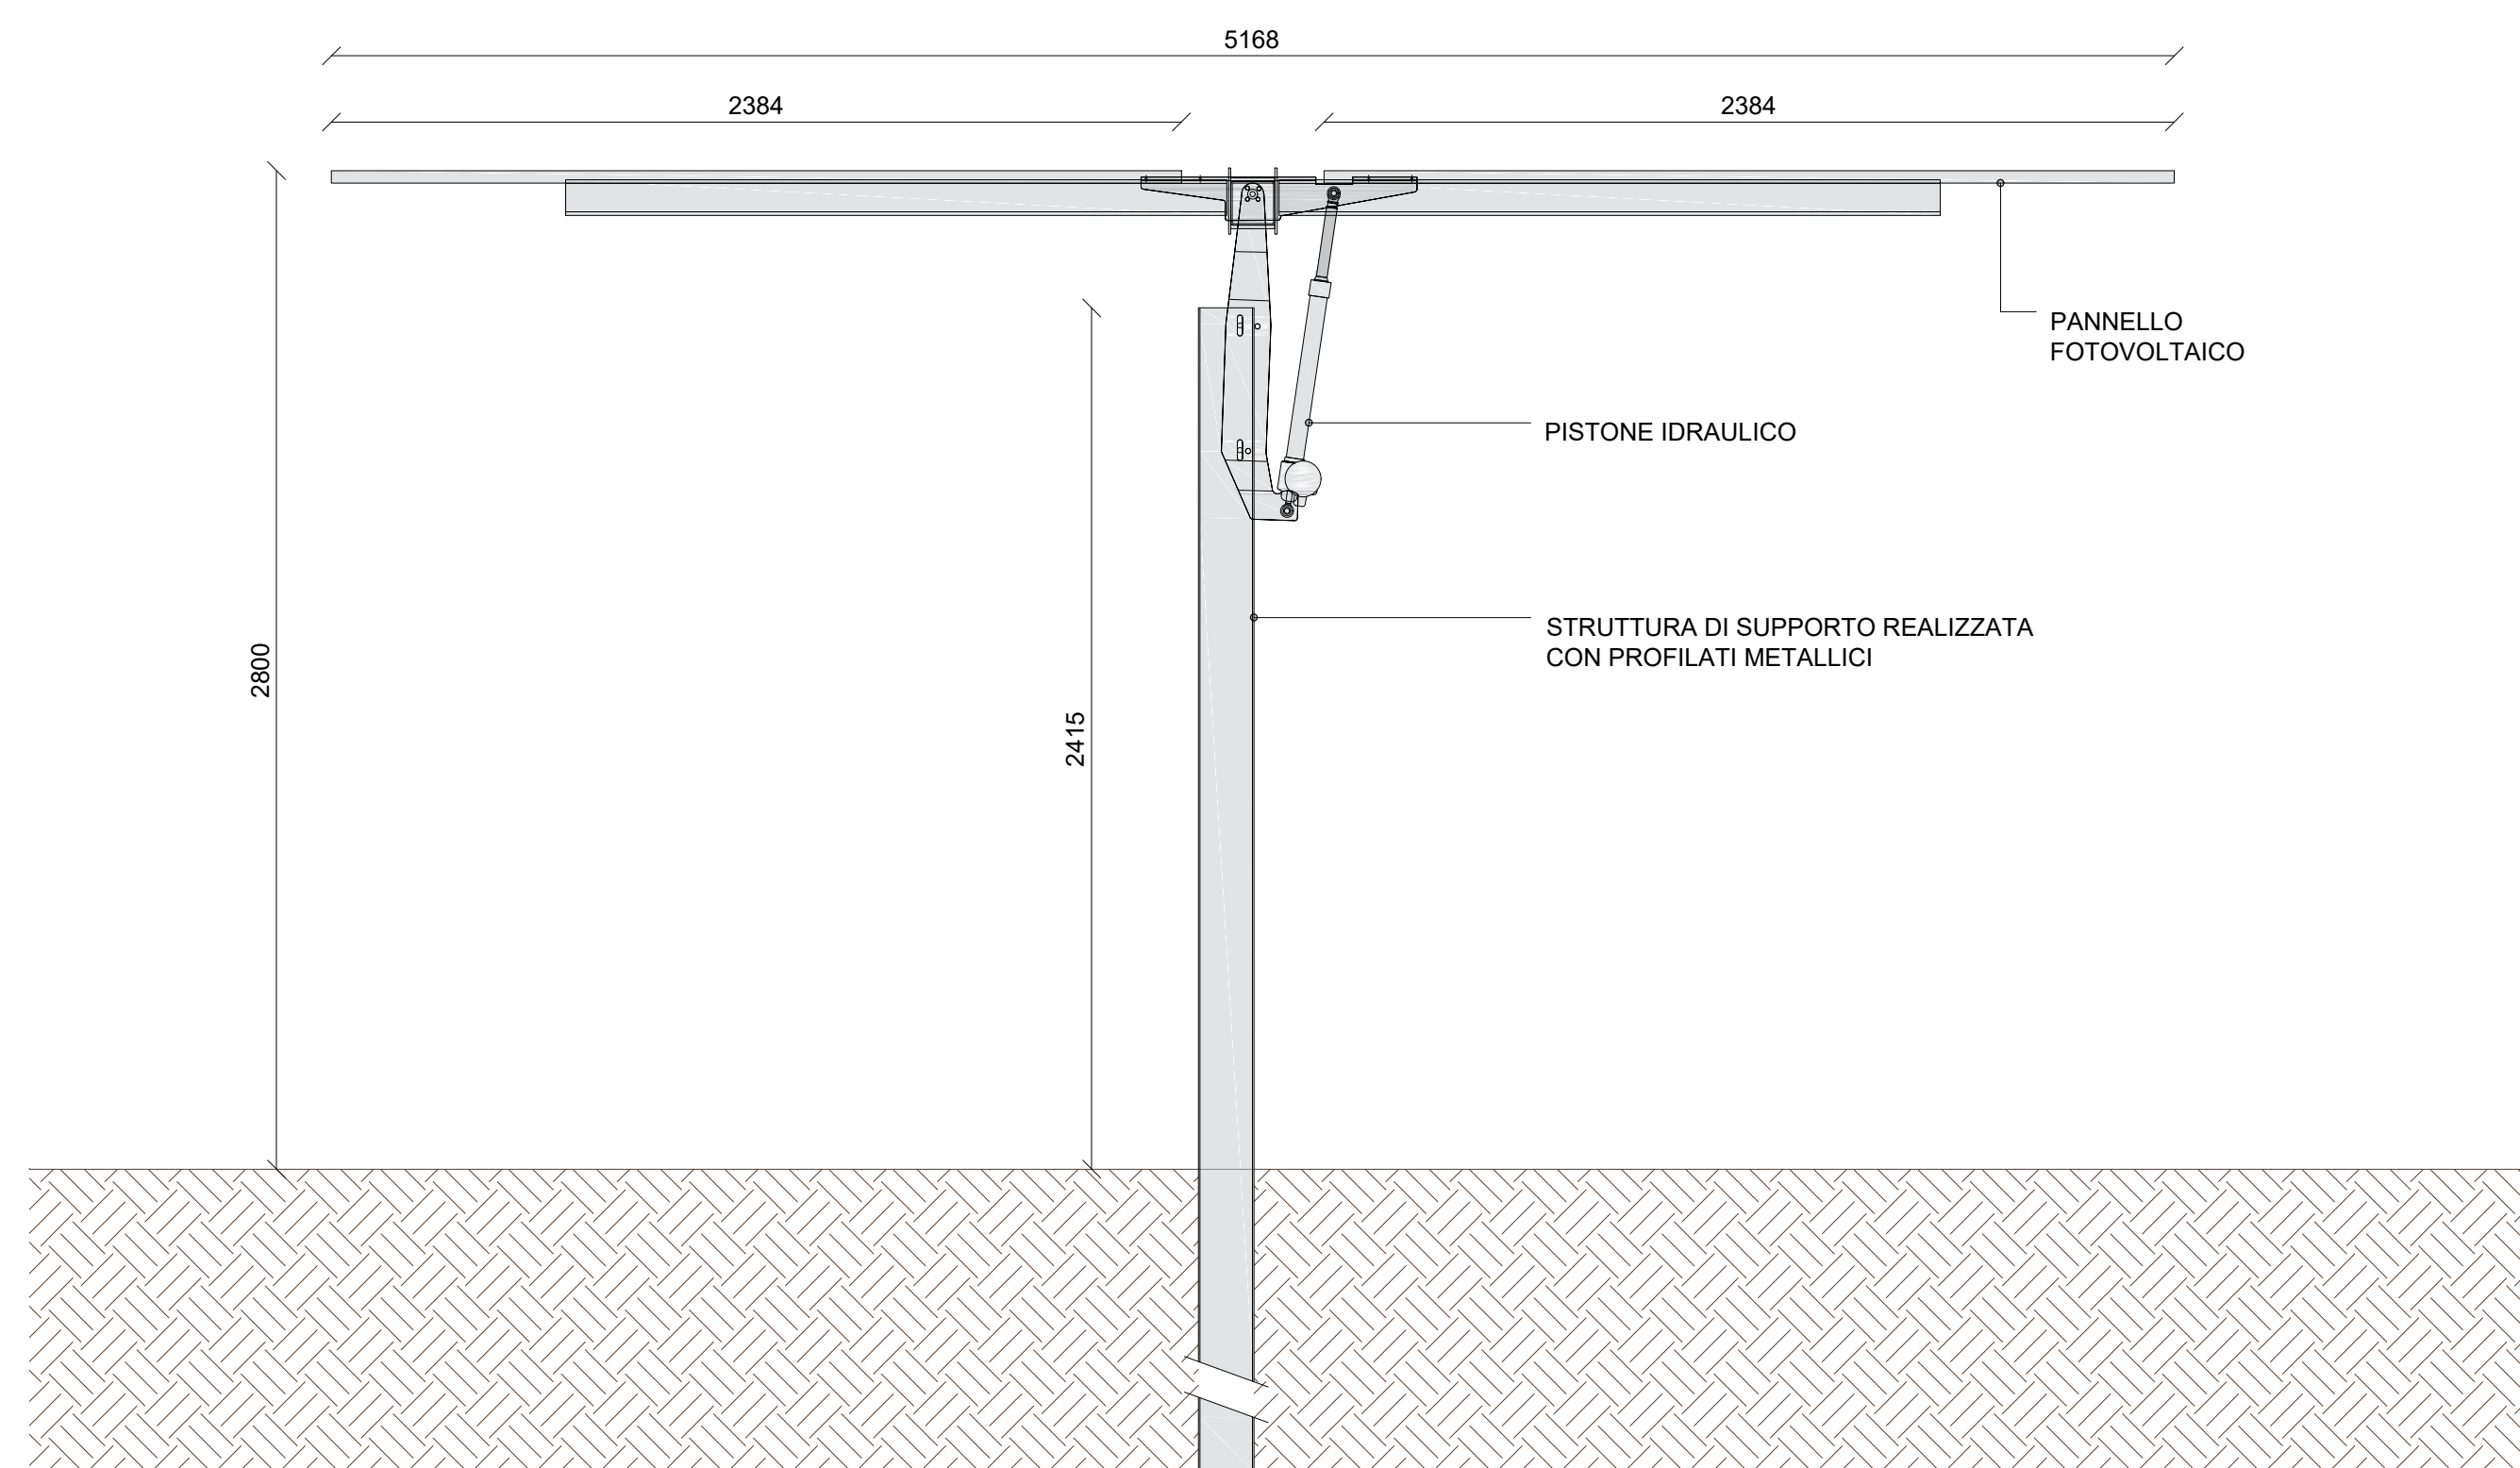 5168
2384
2384
PANNELLO
FOTOVOLTAICO
PISTONE IDRAULICO
STRUTTURA DI SUPPORTO REALIZZATA
CON PROFILATI METALLICI
2800
2415